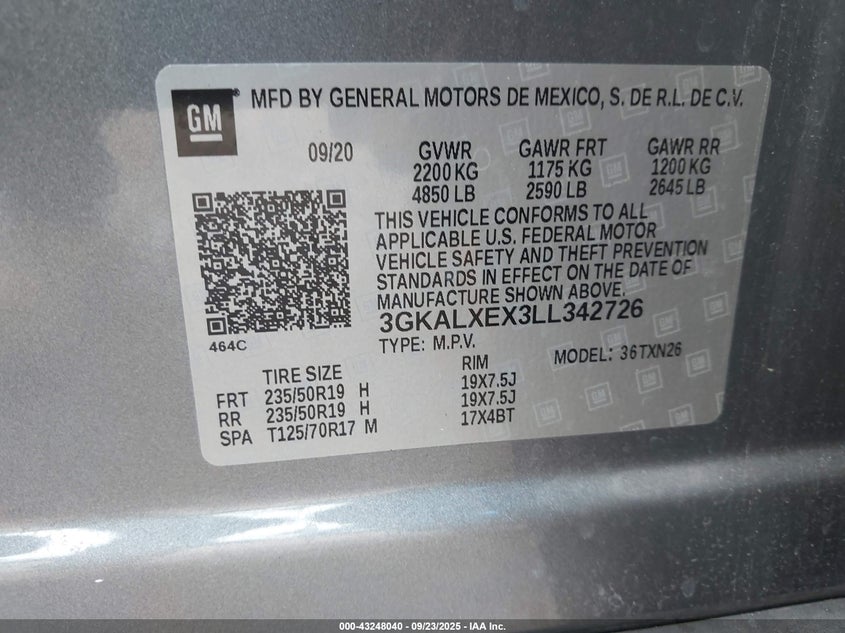 GM
MFD BY GENERAL MOTORS DE MEXICO, S. DE R.L. DE C.V.
09/20 GVWR GAWR FRT GAWR RR
2200 KG 1175 KG 1200 KG
4850 LB 2590 LB 2645 LB
THIS VEHICLE CONFORMS TO ALL
APPLICABLE U.S. FEDERAL MOTOR
VEHICLE SAFETY AND THEFT PREVENTION
STANDARDS IN EFFECT ON THE DATE OF
MANUFACTURE SHOWN ABOVE.
3GKALXEX3LL342726
464C
TYPE: M.P.V. MODEL: 36TXN26
TIRE SIZE RIM
FRT 235/50R19 H 19X7.5J
RR 235/50R19 H 19X7.5J
SPA T125/70R17 M 17X4BT
000-43248040 - 09/23/2025 - IAA Inc.